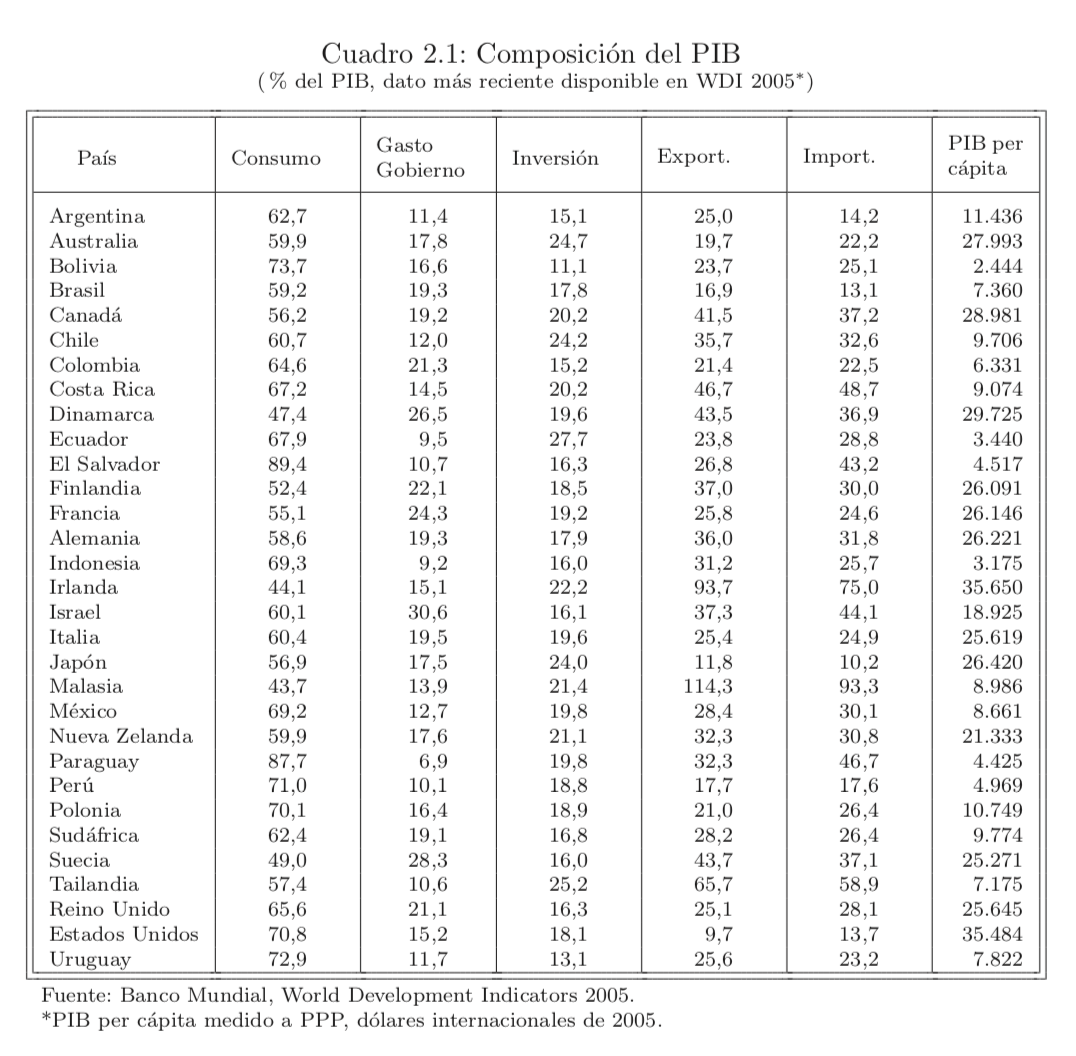 Cuadro 2.1: Composición del PIB
( % del PIB, dato más reciente disponible en WDI 2005*)
País Consumo Gasto Gobierno Inversión Export. Import. PIB per cápita
Argentina 62,7 11,4 15,1 25,0 14,2 11.436
Australia 59,9 17,8 24,7 19,7 22,2 27.993
Bolivia 73,7 16,6 11,1 23,7 25,1 2.444
Brasil 59,2 19,3 17,8 16,9 13,1 7.360
Canadá 56,2 19,2 20,2 41,5 37,2 28.981
Chile 60,7 12,0 24,2 35,7 32,6 9.706
Colombia 64,6 21,3 15,2 21,4 22,5 6.331
Costa Rica 67,2 14,5 20,2 46,7 48,7 9.074
Dinamarca 47,4 26,5 19,6 43,5 36,9 29.725
Ecuador 67,9 9,5 27,7 23,8 28,8 3.440
El Salvador 89,4 10,7 16,3 26,8 43,2 4.517
Finlandia 52,4 22,1 18,5 37,0 30,0 26.091
Francia 55,1 24,3 19,2 25,8 24,6 26.146
Alemania 58,6 19,3 17,9 36,0 31,8 26.221
Indonesia 69,3 9,2 16,0 31,2 25,7 3.175
Irlanda 44,1 15,1 22,2 93,7 75,0 35.650
Israel 60,1 30,6 16,1 37,3 44,1 18.925
Italia 60,4 19,5 19,6 25,4 24,9 25.619
Japón 56,9 17,5 24,0 11,8 10,2 26.420
Malasia 43,7 13,9 21,4 114,3 93,3 8.986
México 69,2 12,7 19,8 28,4 30,1 8.661
Nueva Zelanda 59,9 17,6 21,1 32,3 30,8 21.333
Paraguay 87,7 6,9 19,8 32,3 46,7 4.425
Perú 71,0 10,1 18,8 17,7 17,6 4.969
Polonia 70,1 16,4 18,9 21,0 26,4 10.749
Sudáfrica 62,4 19,1 16,8 28,2 26,4 9.774
Suecia 49,0 28,3 16,0 43,7 37,1 25.271
Tailandia 57,4 10,6 25,2 65,7 58,9 7.175
Reino Unido 65,6 21,1 16,3 25,1 28,1 25.645
Estados Unidos 70,8 15,2 18,1 9,7 13,7 35.484
Uruguay 72,9 11,7 13,1 25,6 23,2 7.822
Fuente: Banco Mundial, World Development Indicators 2005.
*PIB per cápita medido a PPP, dólares internacionales de 2005.